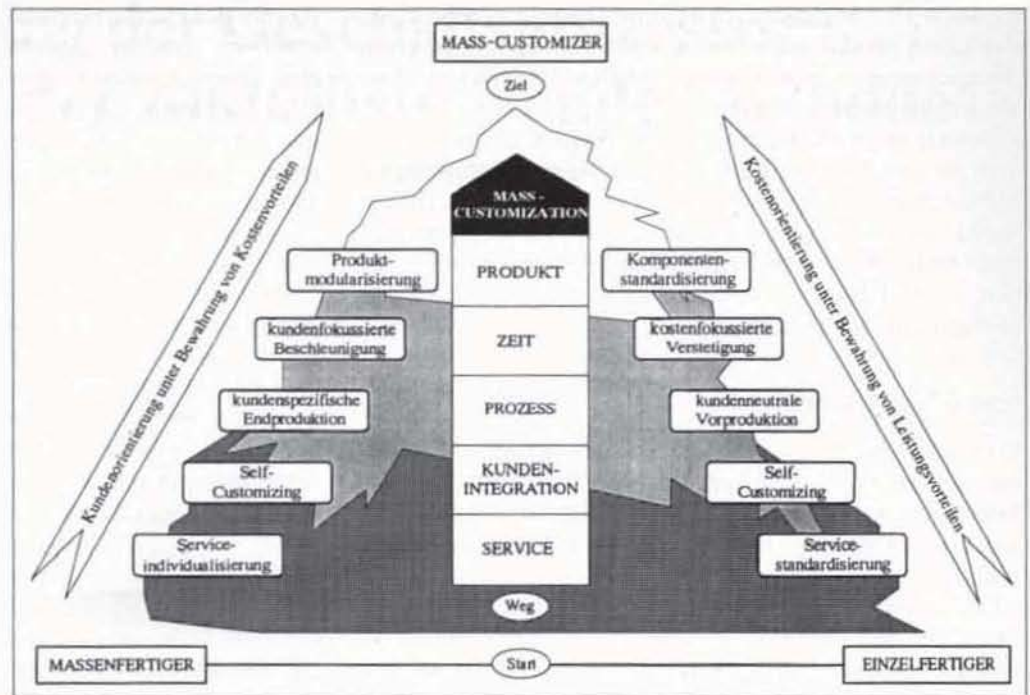 MASS-CUSTOMIZER
Ziel
Kundenorientierung unter Bewahrung von Kostenvorteilen
Kostenorientierung unter Bewahrung von Leistungsvorteilen
MASS-
CUSTOMIZATION
Produkt-
modularisierung
PRODUKT
Komponenten-
standardisierung
kundenfokussierte
Beschleunigung
ZEIT
kostenfokussierte
Verstetigung
kundenspezifische
Endproduktion
PROZESS
kundenneutrale
Vorproduktion
Self-
Customizing
KUNDEN-
INTEGRATION
Self-
Customizing
Service-
individualisierung
SERVICE
Service-
standardisierung
Weg
MASSENFERTIGER
Start
EINZELFERTIGER